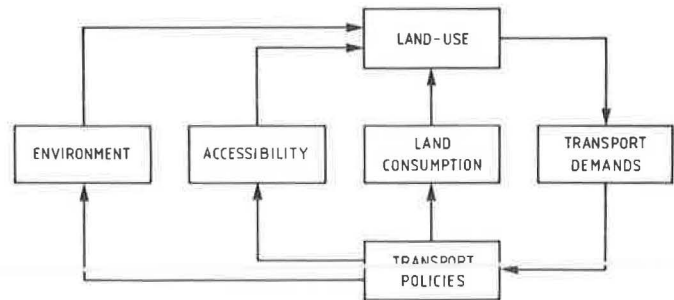 LAND-USE
ENVIRONMENT
ACCESSIBILITY
LAND
CONSUMPTION
TRANSPORT
DEMANDS
TRANSPORT
POLICIES